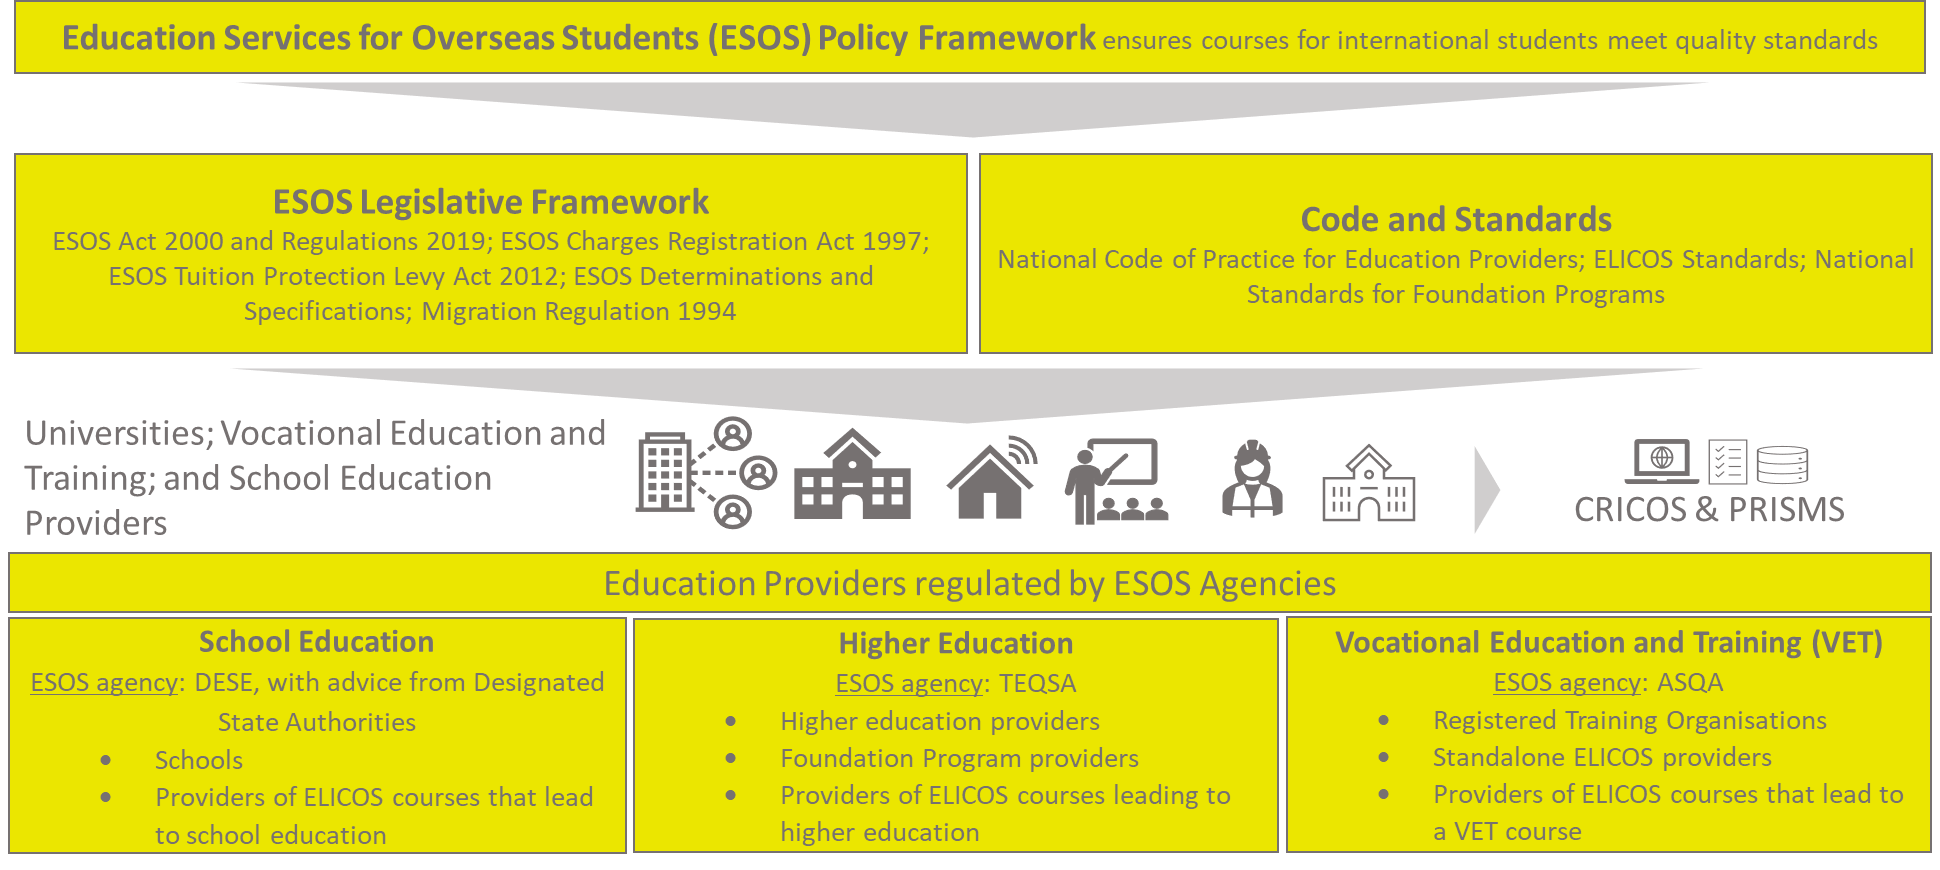 Education Services for Overseas Students (ESOS) Policy Framework ensures courses for international students meet quality standards
ESOS Legislative Framework
ESOS Act 2000 and Regulations 2019; ESOS Charges Registration Act 1997;
ESOS Tuition Protection Levy Act 2012; ESOS Determinations and
Specifications; Migration Regulation 1994
Code and Standards
National Code of Practice for Education Providers; ELICOS Standards; National
Standards for Foundation Programs
Universities; Vocational Education and
Training; and School Education
Providers
CRICOS & PRISMS
Education Providers regulated by ESOS Agencies
School Education
ESOS agency: DESE, with advice from Designated
State Authorities
• Schools
• Providers of ELICOS courses that lead
to school education
Higher Education
ESOS agency: TEQSA
• Higher education providers
• Foundation Program providers
• Providers of ELICOS courses leading to
higher education
Vocational Education and Training (VET)
ESOS agency: ASQA
• Registered Training Organisations
• Standalone ELICOS providers
• Providers of ELICOS courses that lead to
a VET course